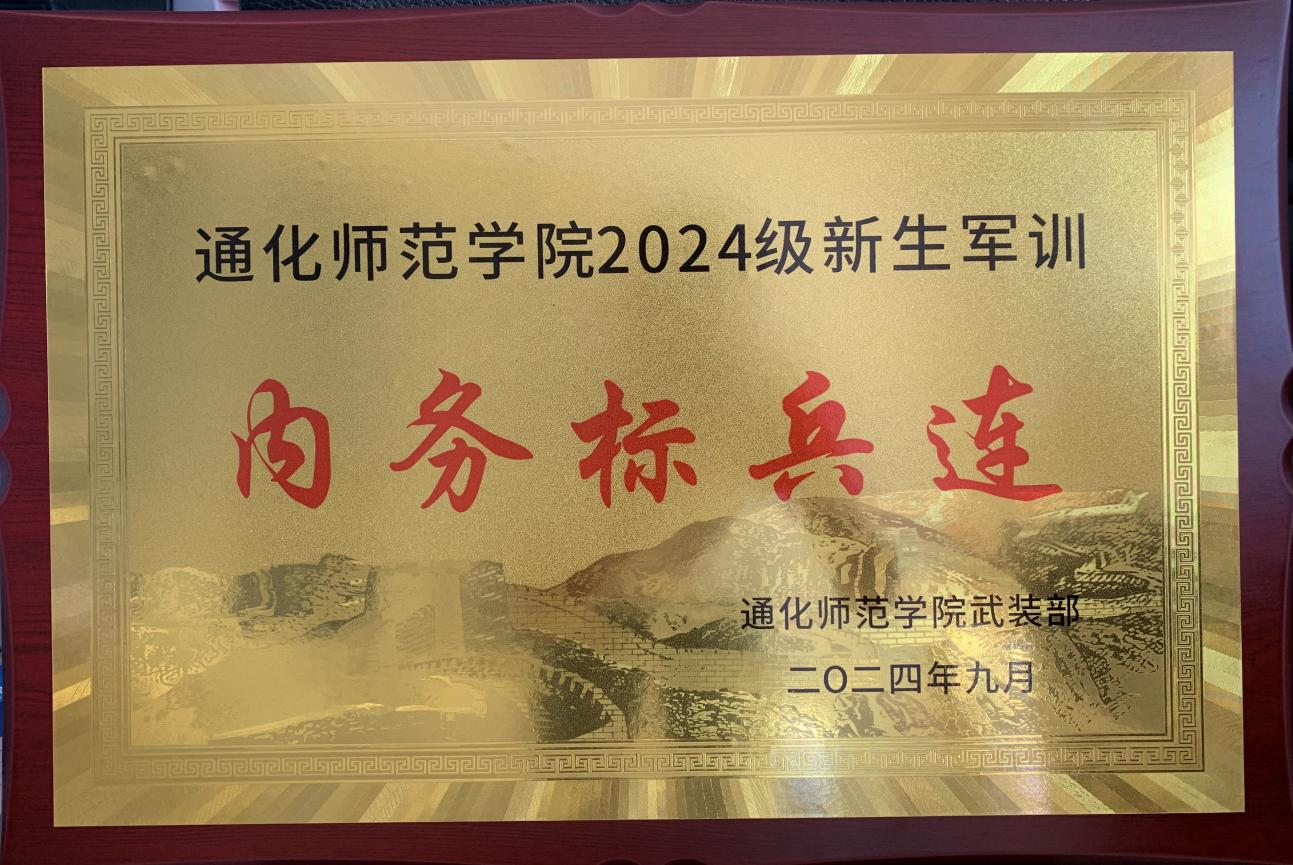 通化师范学院2024级新生军训
内务标兵连
通化师范学院武装部
二〇二四年九月